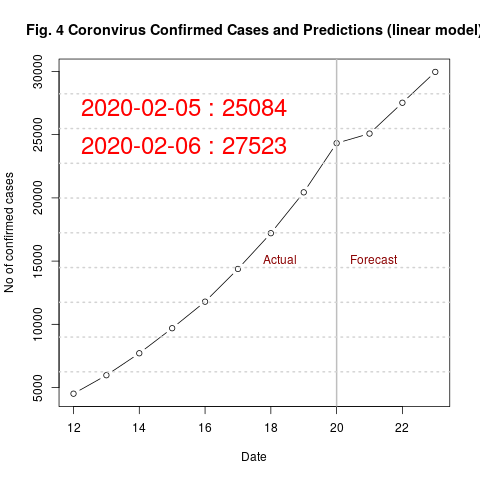 Fig. 4 Coronvirus Confirmed Cases and Predictions (linear model)
2020-02-05 : 25084
2020-02-06 : 27523
Actual
Forecast
No of confirmed cases
30000
25000
20000
15000
10000
5000
12 14 16 18 20 22
Date